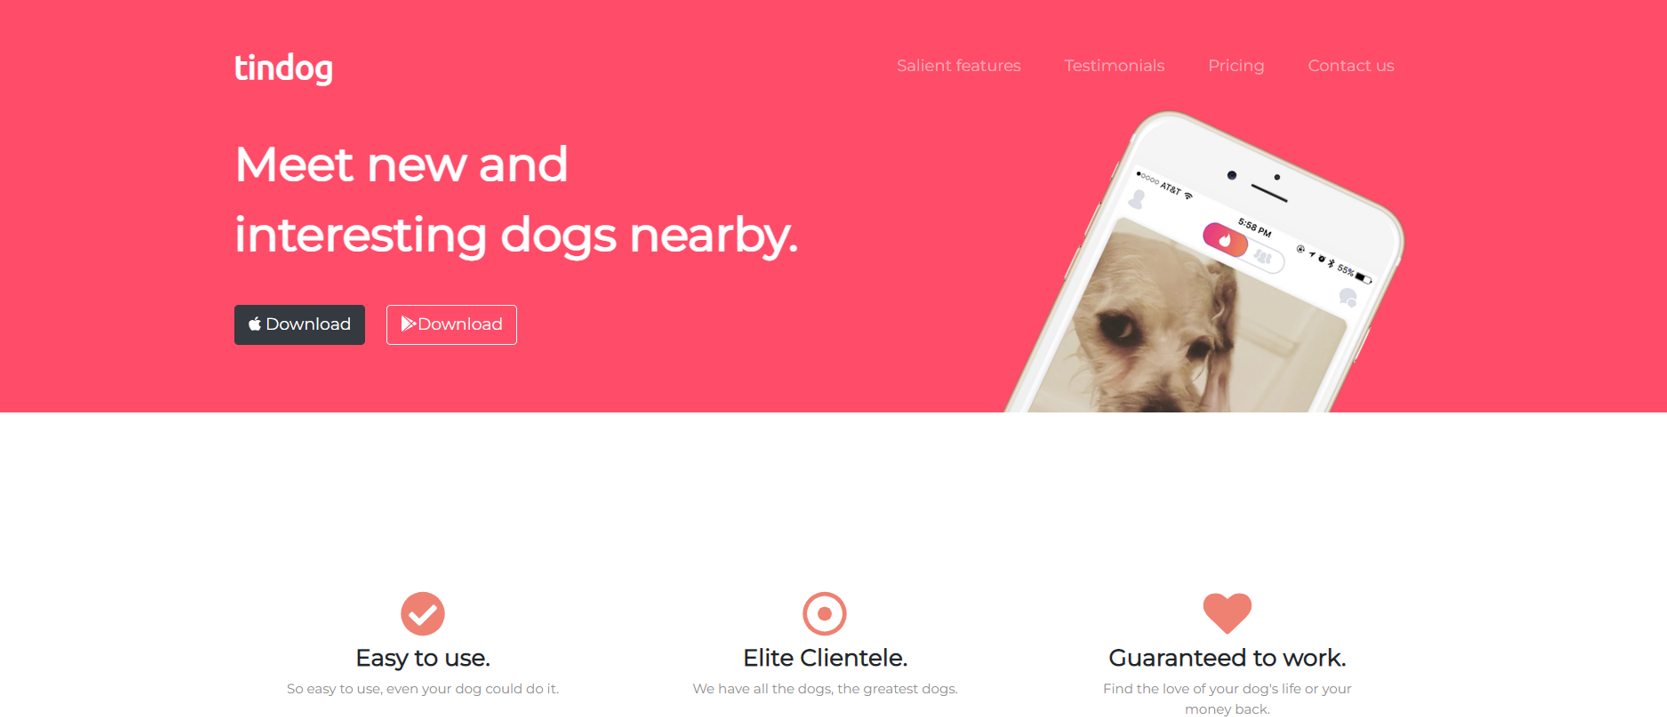 tindog
Salient features
Testimonials
Pricing
Contact us
Meet new and
interesting dogs nearby.
Download
Download
AT&T
5:58 PM
55%
Easy to use.
So easy to use, even your dog could do it.
Elite Clientele.
We have all the dogs, the greatest dogs.
Guaranteed to work.
Find the love of your dog's life or your
money back.